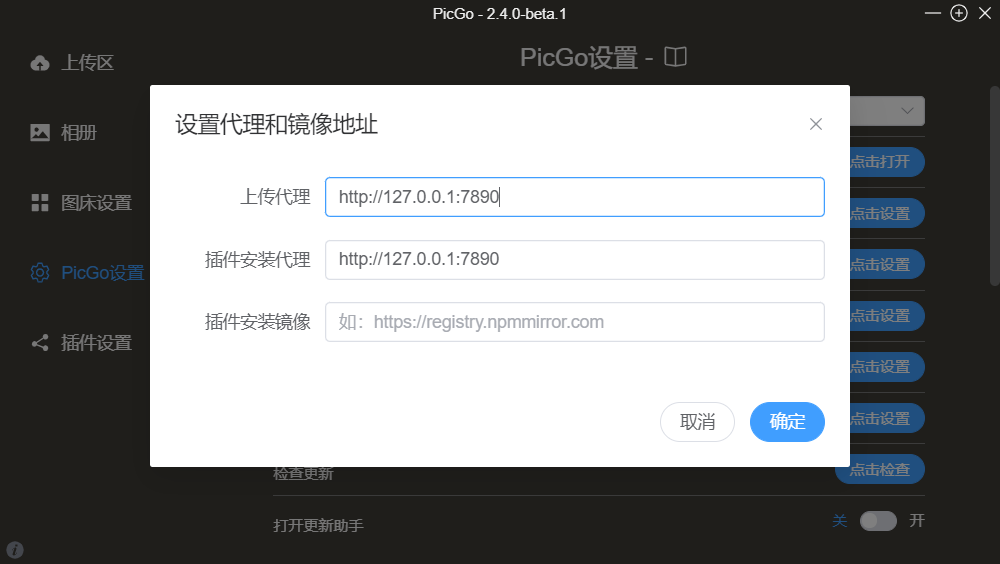 PicGo - 2.4.0-beta.1
上传区
PicGo设置 -
设置代理和镜像地址
相册
点击打开
上传代理 http://127.0.0.1:7890
图床设置
点击设置
插件安装代理 http://127.0.0.1:7890
点击设置
PicGo设置
插件安装镜像 如：https://registry.npmmirror.com
点击设置
插件设置
点击设置
取消 确定
点击设置
检查更新 点击检查
打开更新助手 关 开